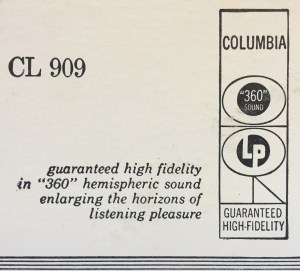 COLUMBIA
CL 909
"360"
SOUND
LP
guaranteed high fidelity
in "360" hemispheric sound
enlarging the horizons of
listening pleasure
GUARANTEED
HIGH-FIDELITY